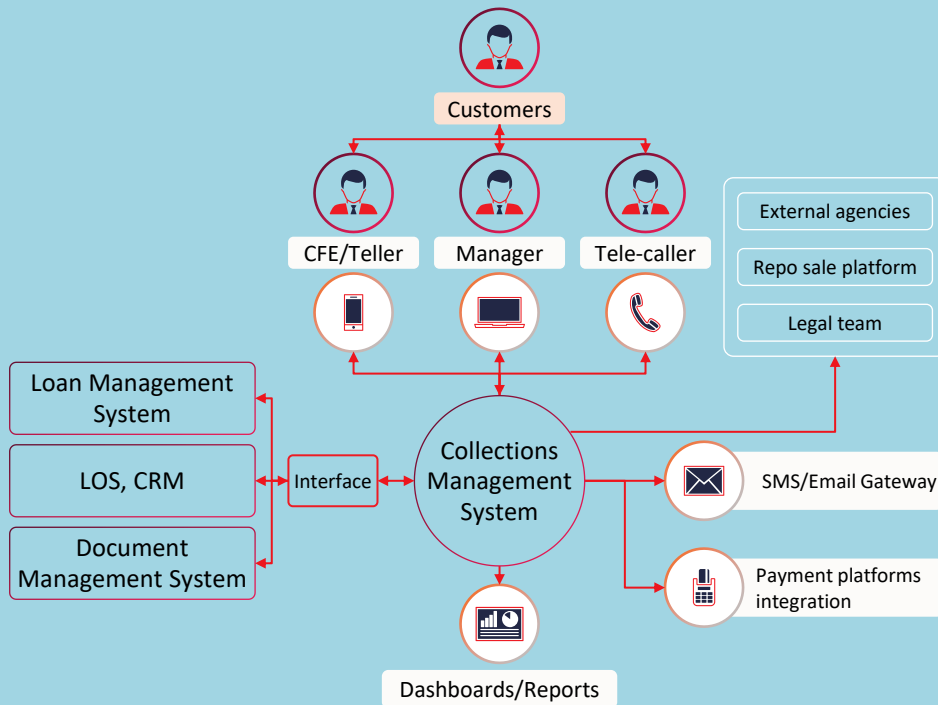 Customers
CFE/Teller
Manager
Tele-caller
External agencies
Repo sale platform
Legal team
Loan Management
System
LOS, CRM
Document
Management System
Interface
Collections
Management
System
SMS/Email Gateway
Payment platforms
integration
Dashboards/Reports